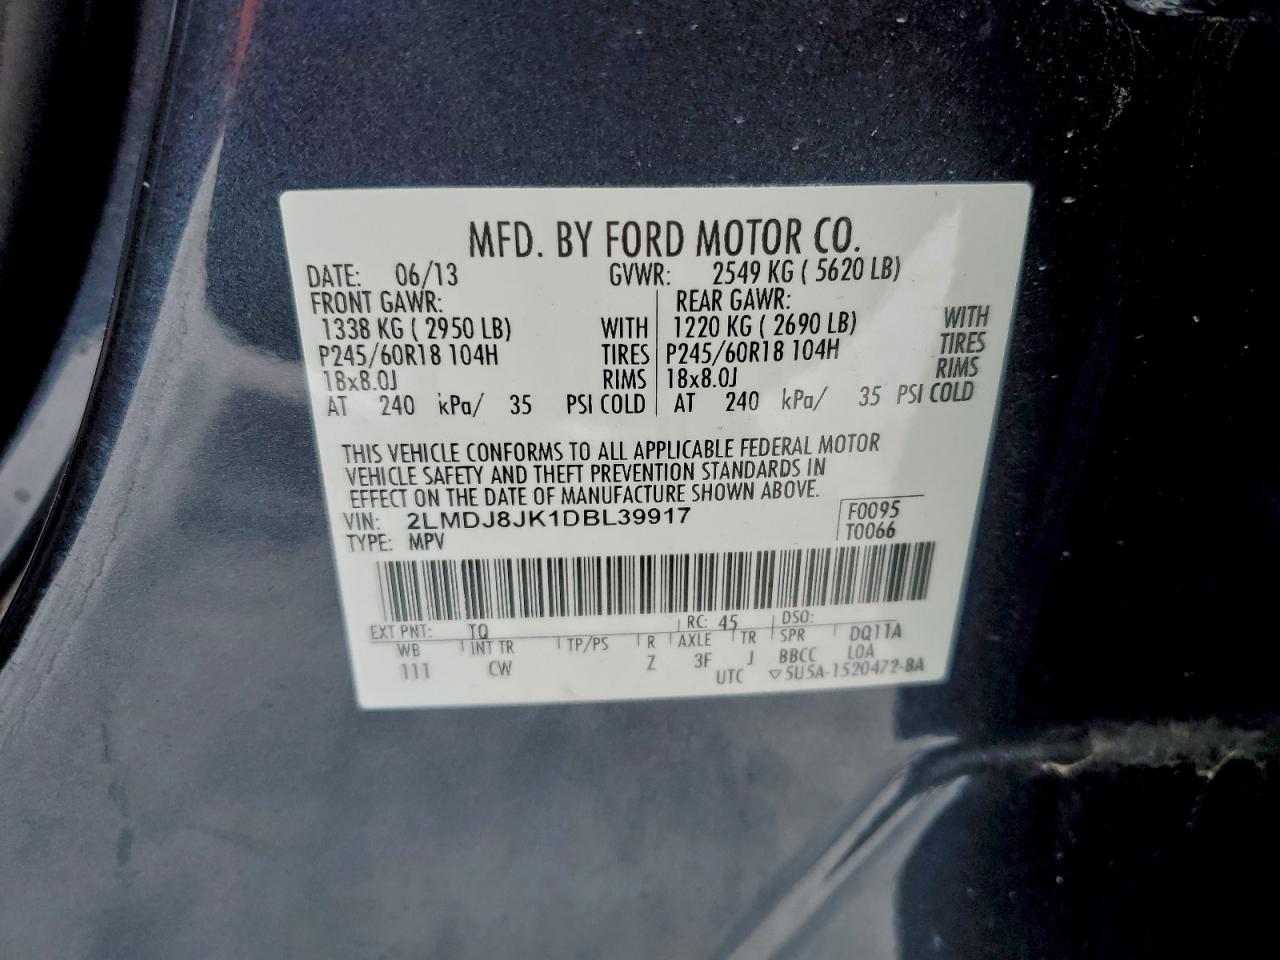 MFD. BY FORD MOTOR CO.
DATE: 06/13 GVWR: 2549 KG ( 5620 LB)
FRONT GAWR: REAR GAWR:
1338 KG ( 2950 LB) WITH 1220 KG ( 2690 LB) WITH
P245/60R18 104H TIRES P245/60R18 104H TIRES
18x8.0J RIMS 18x8.0J RIMS
AT 240 kPa/ 35 PSI COLD AT 240 kPa/ 35 PSI COLD
THIS VEHICLE CONFORMS TO ALL APPLICABLE FEDERAL MOTOR
VEHICLE SAFETY AND THEFT PREVENTION STANDARDS IN
EFFECT ON THE DATE OF MANUFACTURE SHOWN ABOVE.
VIN: 2LMDJ8JK1DBL39917 F0095
TYPE: MPV T0066
EXT PNT: TQ RC: 45 DSO:
WB INT TR TP/PS R AXLE TR SPR DQ11A
111 CW Z 3F J BBCC LOA
UTC ▽5U5A-1520472-BA